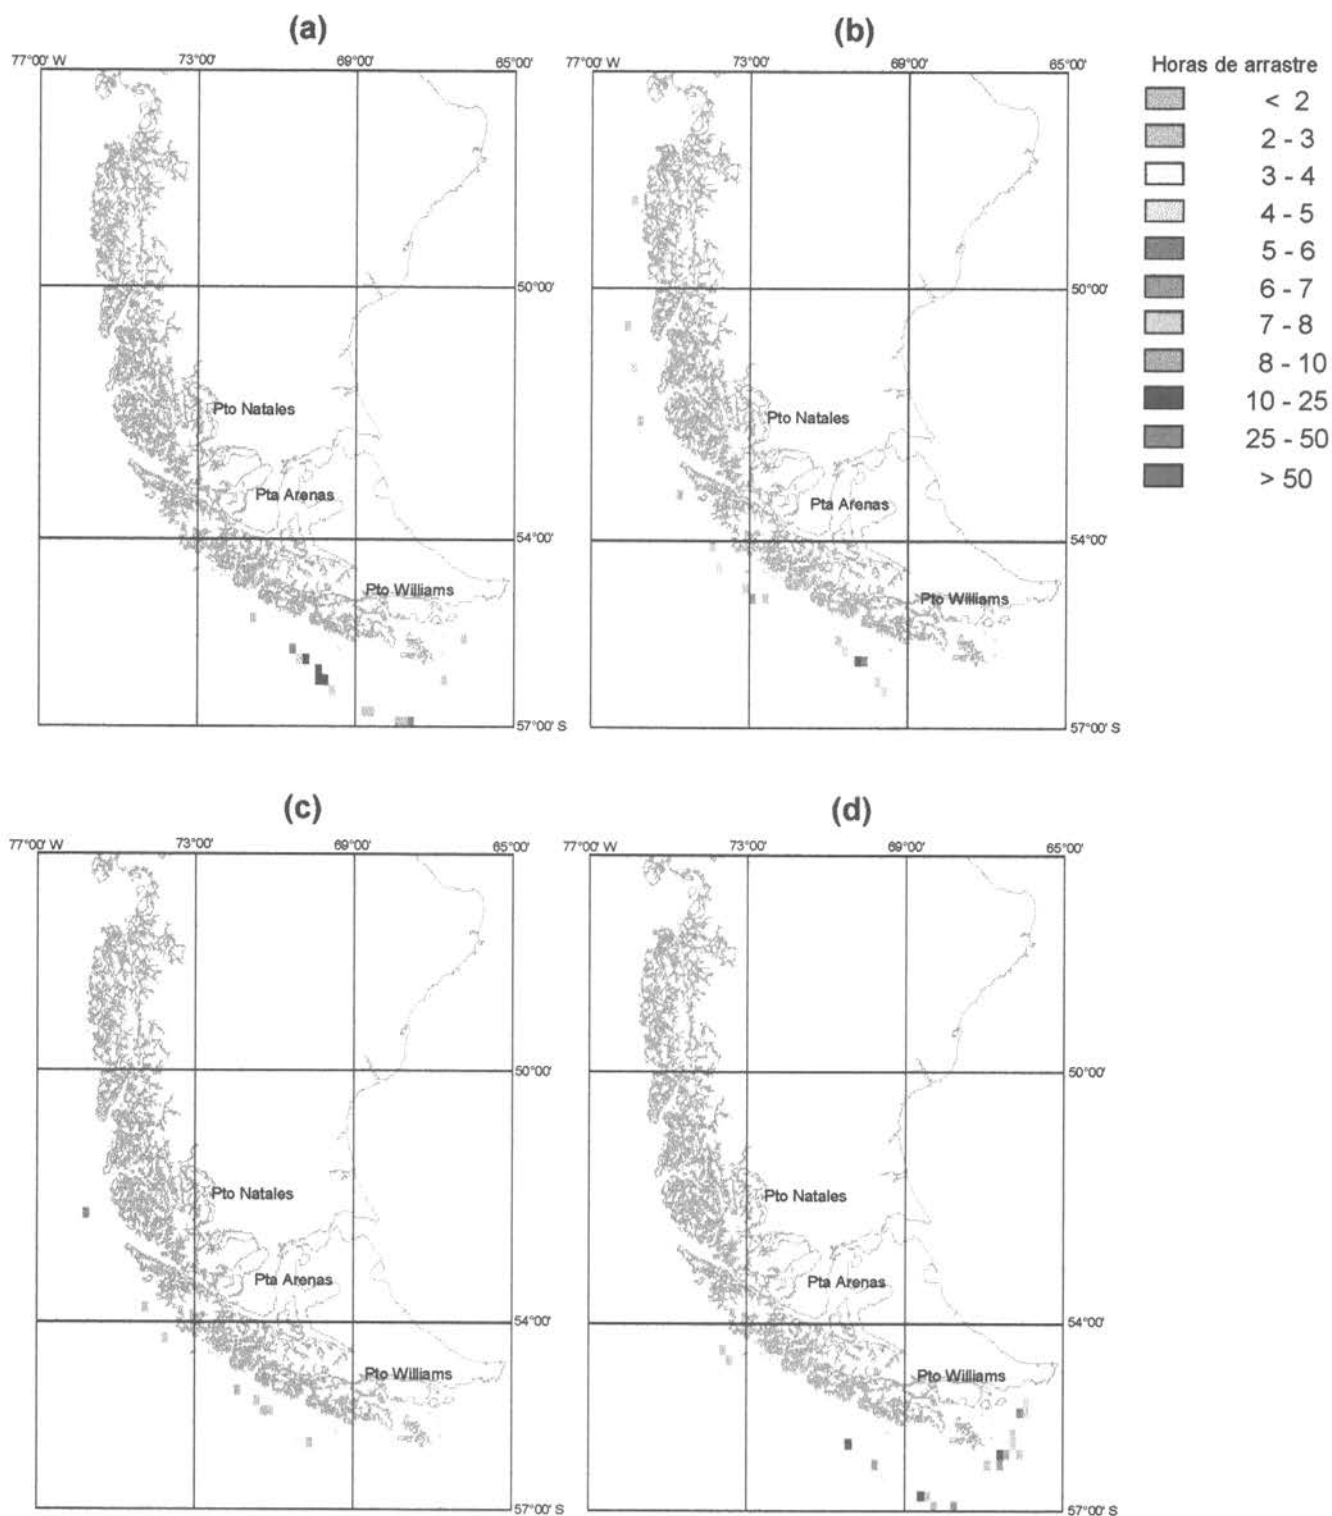 (a)
77°00' W 73°00' 69°00' 65°00'
50°00'
Pto Natales
Pta Arenas
54°00'
Pto Williams
57°00' S
(b)
77°00' W 73°00' 69°00' 65°00'
50°00'
Pto Natales
Pta Arenas
54°00'
Pto Williams
57°00' S
Horas de arrastre
< 2
2 - 3
3 - 4
4 - 5
5 - 6
6 - 7
7 - 8
8 - 10
10 - 25
25 - 50
> 50
(c)
77°00' W 73°00' 69°00' 65°00'
50°00'
Pto Natales
Pta Arenas
54°00'
Pto Williams
57°00' S
(d)
77°00' W 73°00' 69°00' 65°00'
50°00'
Pto Natales
Pta Arenas
54°00'
Pto Williams
57°00' S